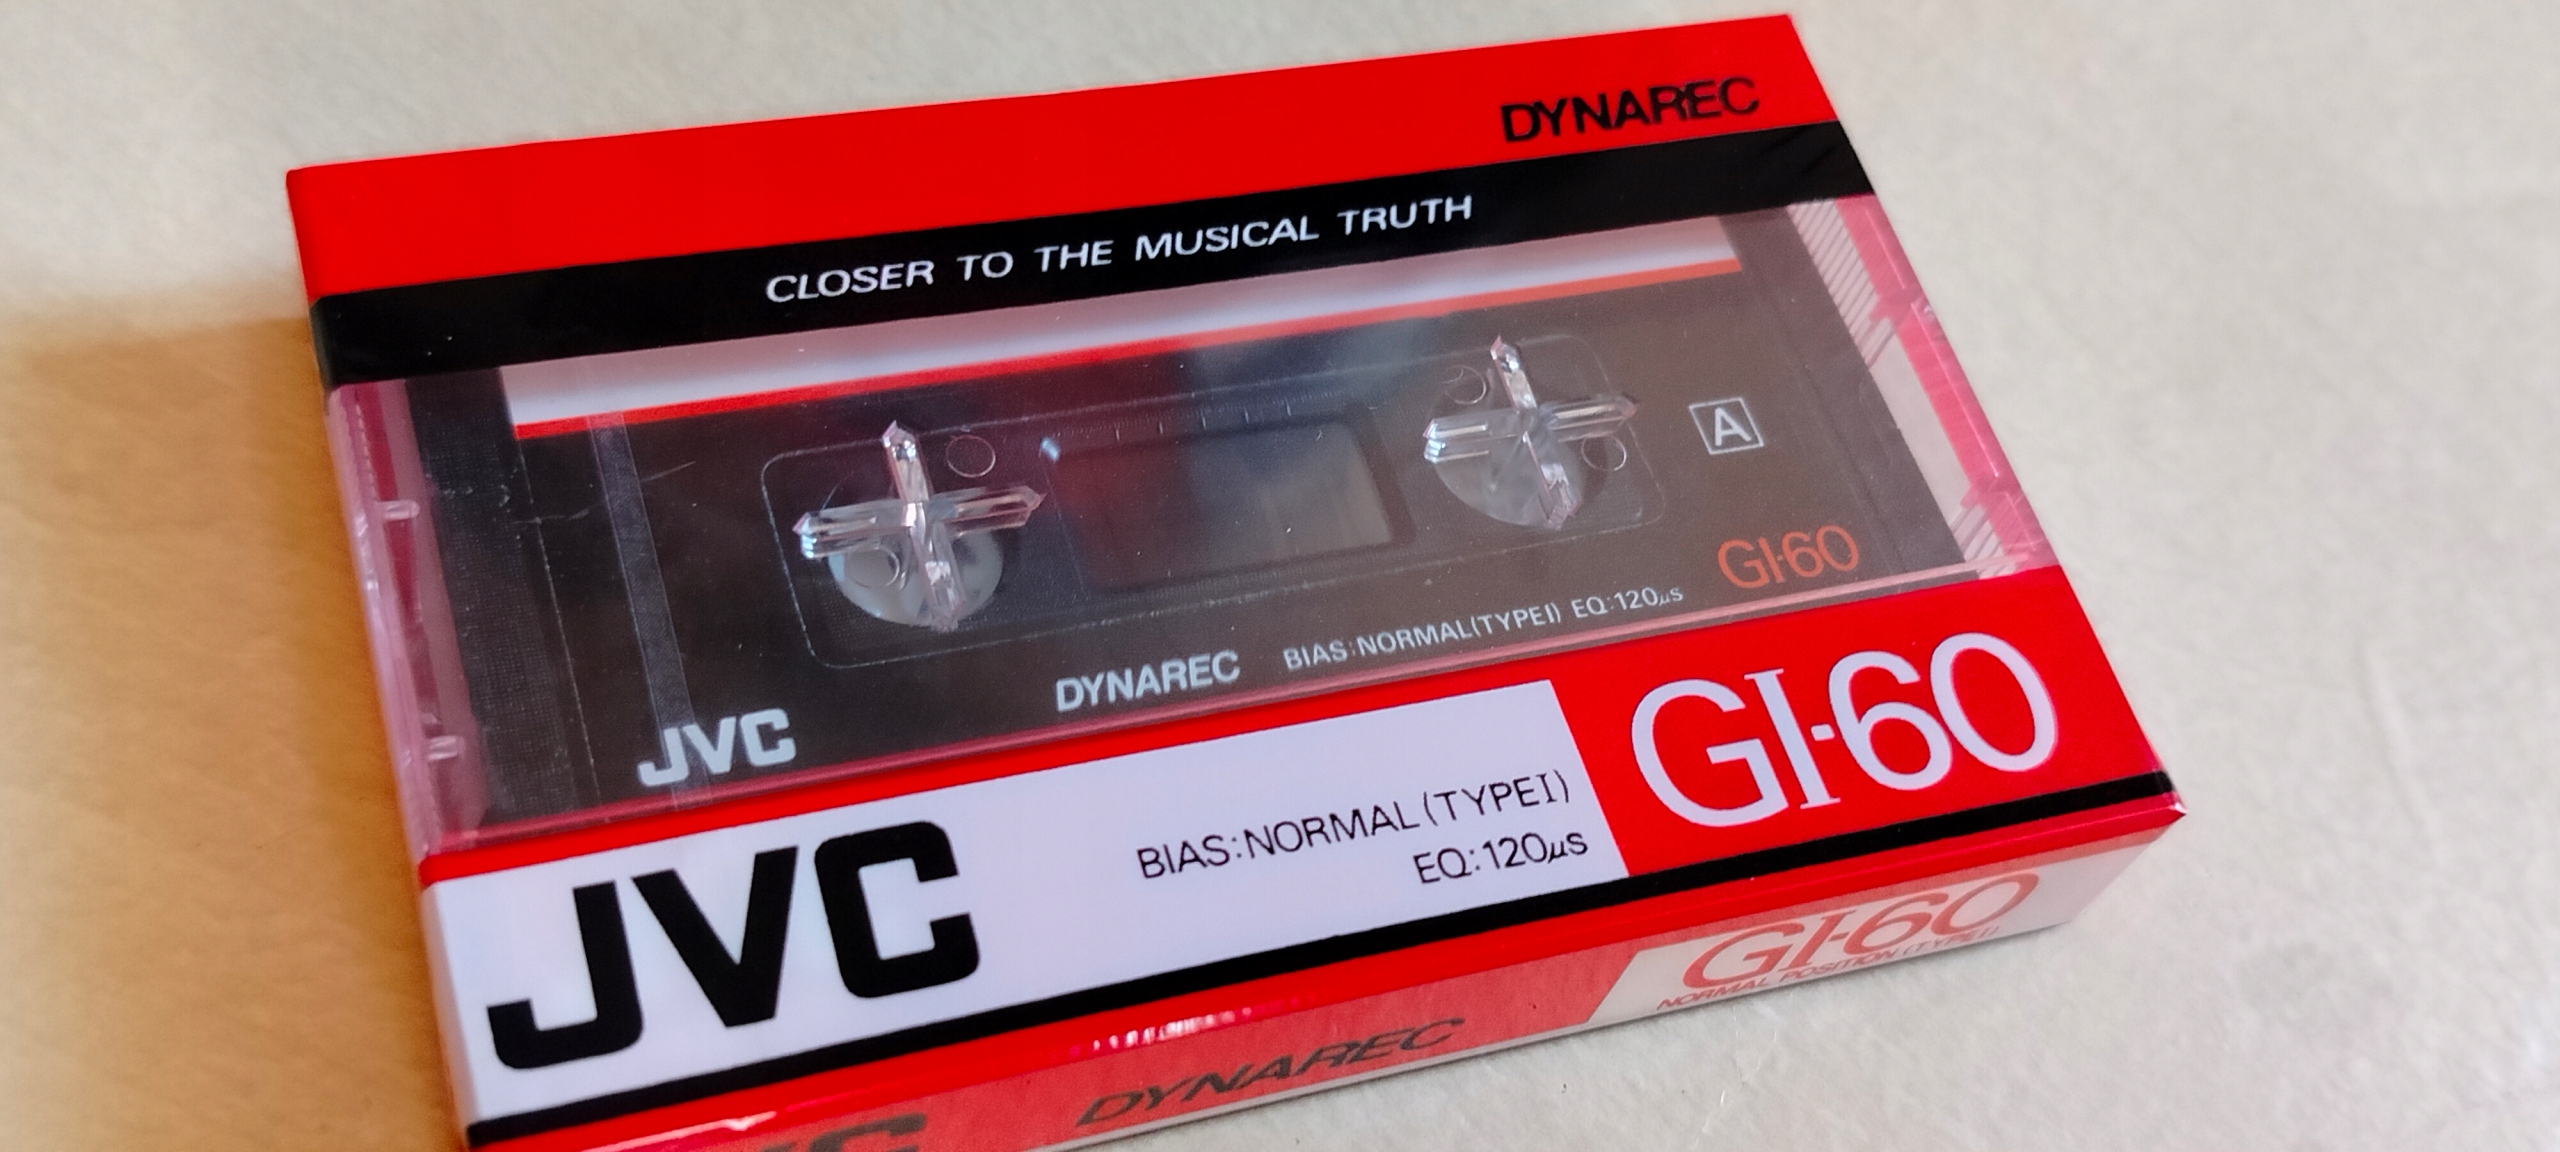 DYNAREC
CLOSER TO THE MUSICAL TRUTH
A
GI-60
DYNAREC BIAS:NORMAL(TYPEI) EQ:120μs
JVC
GI-60
BIAS:NORMAL(TYPEI)
EQ:120μs
JVC
GI-60
NORMAL POSITION (TYPE I)
DYNAREC